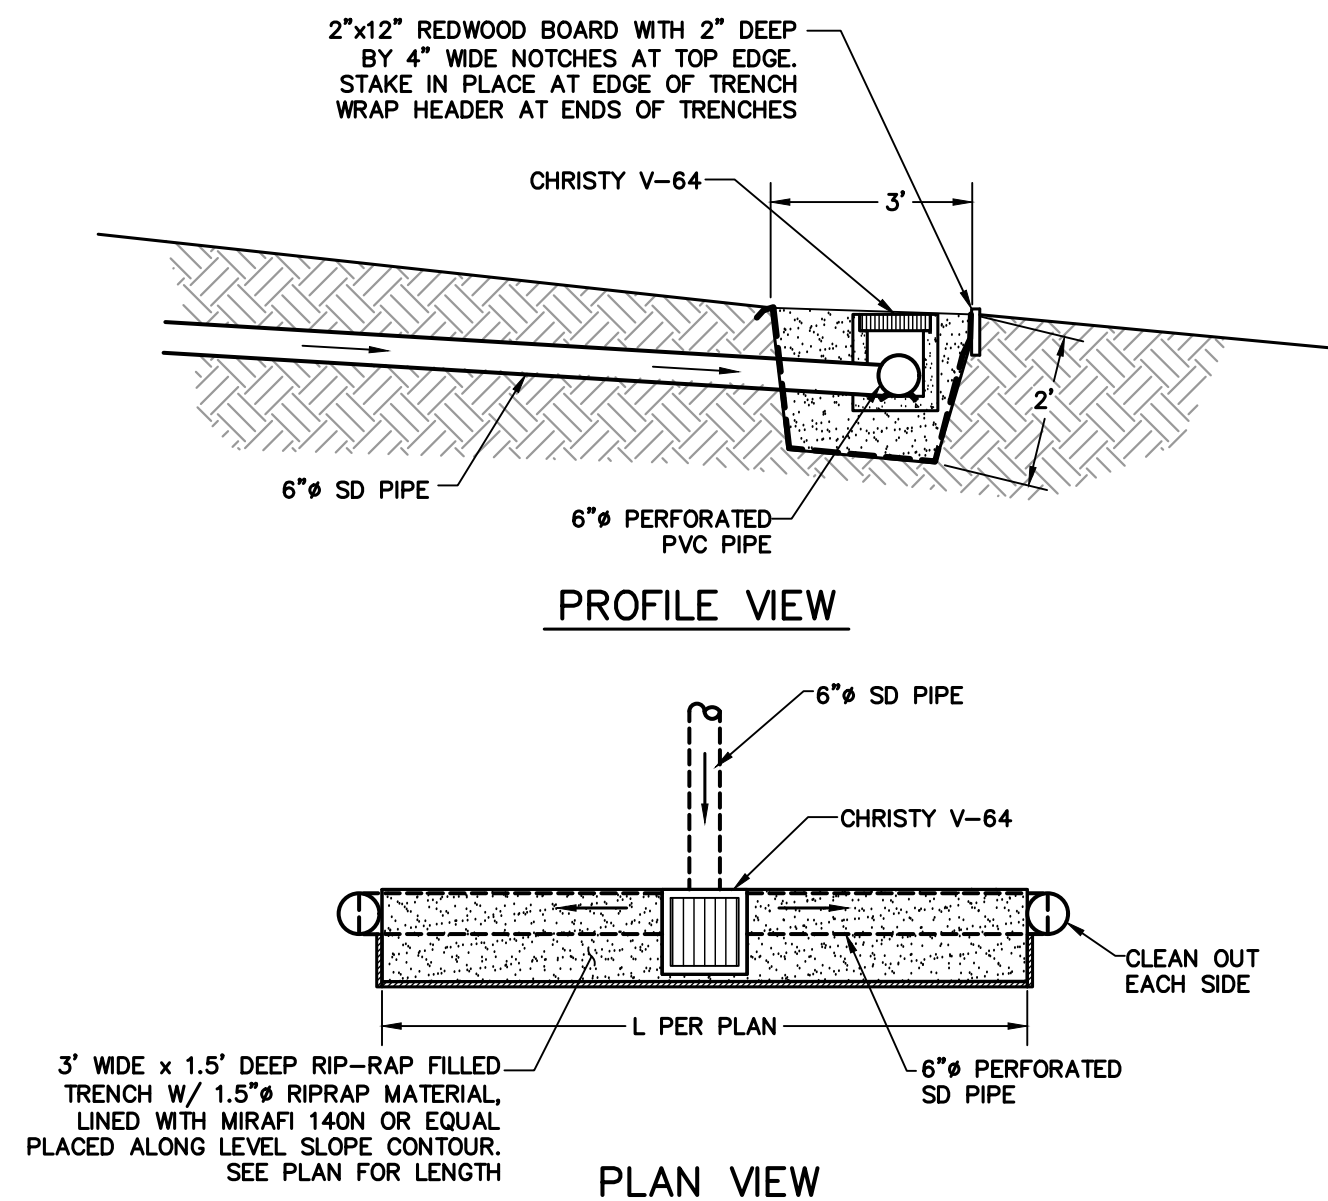 2"x12" REDWOOD BOARD WITH 2" DEEP
BY 4" WIDE NOTCHES AT TOP EDGE.
STAKE IN PLACE AT EDGE OF TRENCH
WRAP HEADER AT ENDS OF TRENCHES
CHRISTY V-64
3'
2'
6"ø SD PIPE
6"ø PERFORATED
PVC PIPE
PROFILE VIEW
6"ø SD PIPE
CHRISTY V-64
CLEAN OUT
EACH SIDE
L PER PLAN
3' WIDE x 1.5' DEEP RIP-RAP FILLED
TRENCH W/ 1.5"ø RIPRAP MATERIAL,
LINED WITH MIRAFI 140N OR EQUAL
PLACED ALONG LEVEL SLOPE CONTOUR.
SEE PLAN FOR LENGTH
6"ø PERFORATED
SD PIPE
PLAN VIEW